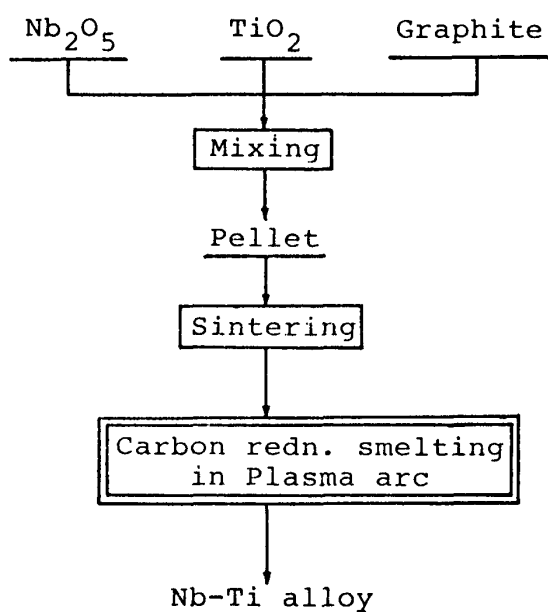 Nb₂O₅ TiO₂ Graphite
Mixing
Pellet
Sintering
Carbon redn. smelting
in Plasma arc
Nb-Ti alloy